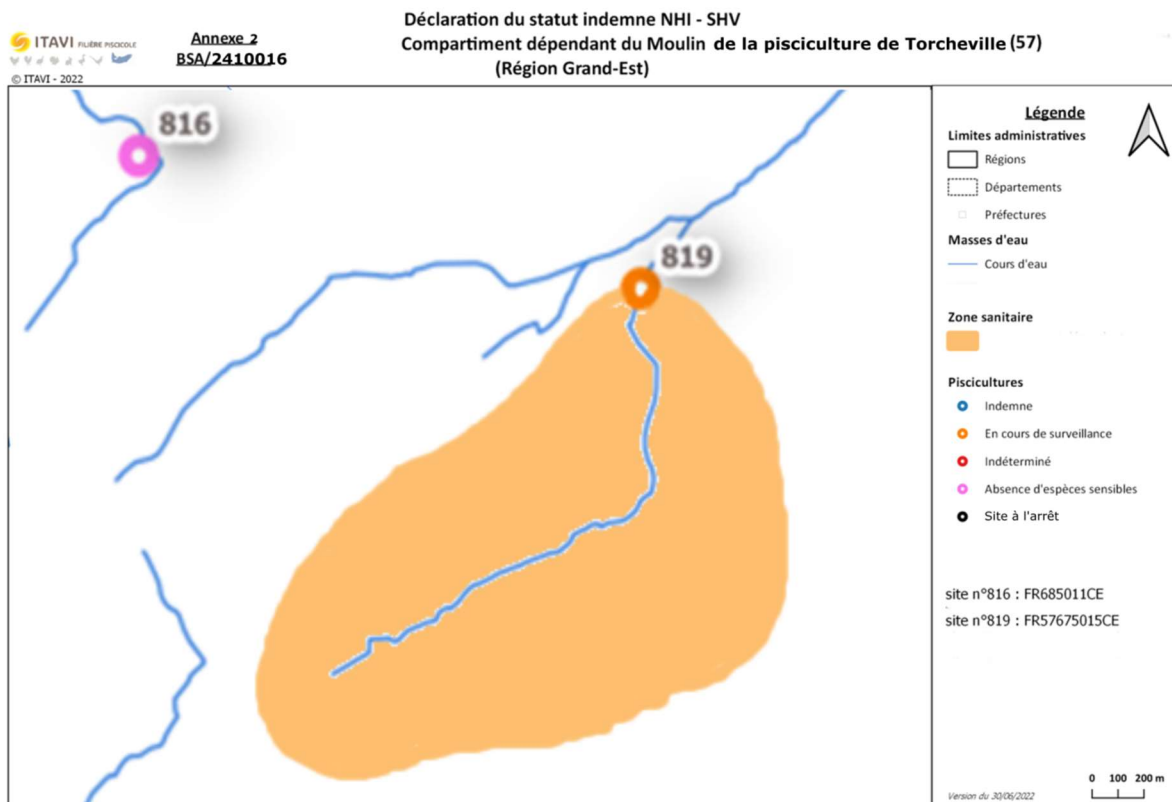 Déclaration du statut indemne NHI - SHV
Compartiment dépendant du Moulin de la pisciculture de Torcheville (57)
(Région Grand-Est)
ITAVI FILIÈRE PISCICOLE
© ITAVI - 2022
Annexe 2
BSA/2410016
816
819
Légende
Limites administratives
Régions
Départements
Préfectures
Masses d'eau
Cours d'eau
Zone sanitaire
Piscicultures
Indemne
En cours de surveillance
Indéterminé
Absence d'espèces sensibles
Site à l'arrêt
site n°816 : FR685011CE
site n°819 : FR57675015CE
Version du 30/06/2022
0 100 200 m